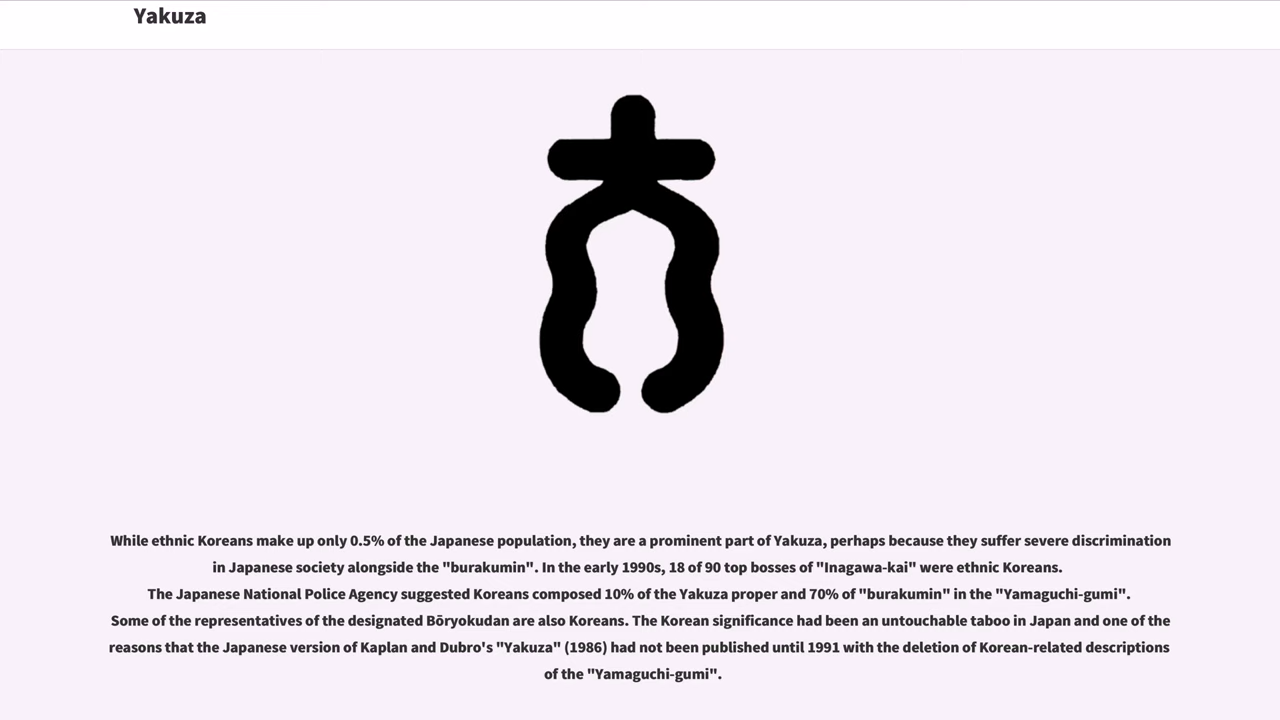 Yakuza
While ethnic Koreans make up only 0.5% of the Japanese population, they are a prominent part of Yakuza, perhaps because they suffer severe discrimination
in Japanese society alongside the "burakumin". In the early 1990s, 18 of 90 top bosses of "Inagawa-kai" were ethnic Koreans.
The Japanese National Police Agency suggested Koreans composed 10% of the Yakuza proper and 70% of "burakumin" in the "Yamaguchi-gumi".
Some of the representatives of the designated Bōryokudan are also Koreans. The Korean significance had been an untouchable taboo in Japan and one of the
reasons that the Japanese version of Kaplan and Dubro's "Yakuza" (1986) had not been published until 1991 with the deletion of Korean-related descriptions
of the "Yamaguchi-gumi".